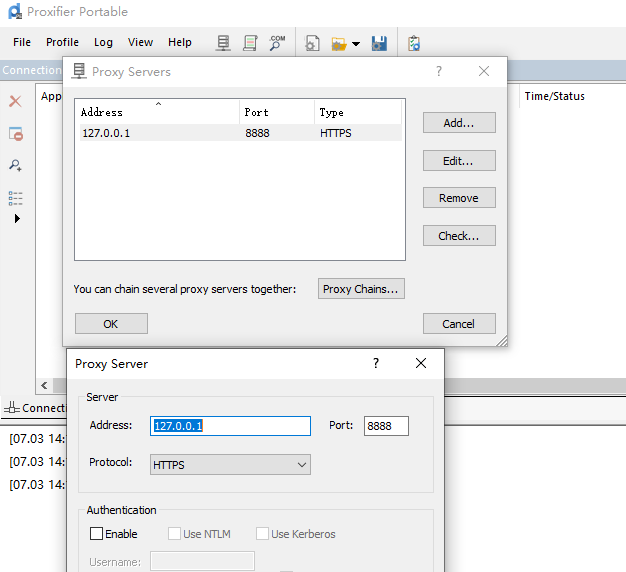 Proxifier Portable
File Profile Log View Help
.COM
Connection
Proxy Servers ?
App
Time/Status
Address Port Type
127.0.0.1 8888 HTTPS
Add...
Edit...
Remove
Check...
You can chain several proxy servers together: Proxy Chains...
OK Cancel
Proxy Server ?
Server
Address: 127.0.0.1 Port: 8888
Protocol: HTTPS
Authentication
Enable Use NTLM Use Kerberos
Username:
Connecti
[07.03 14:
[07.03 14:
[07.03 14: